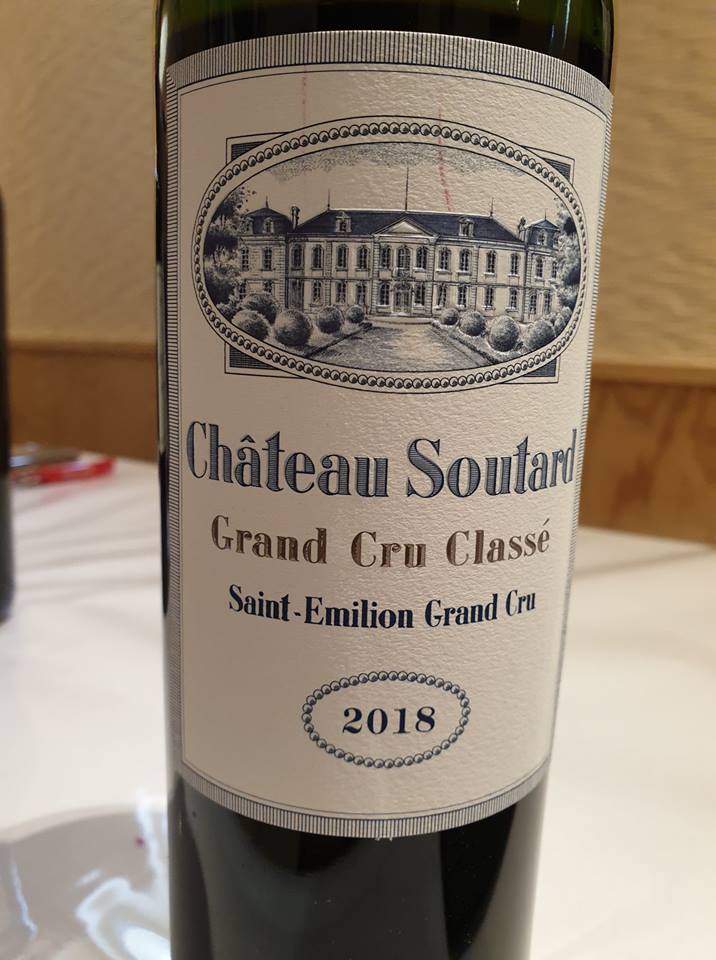 Château Soutard
Grand Cru Classé
Saint-Emilion Grand Cru
2018